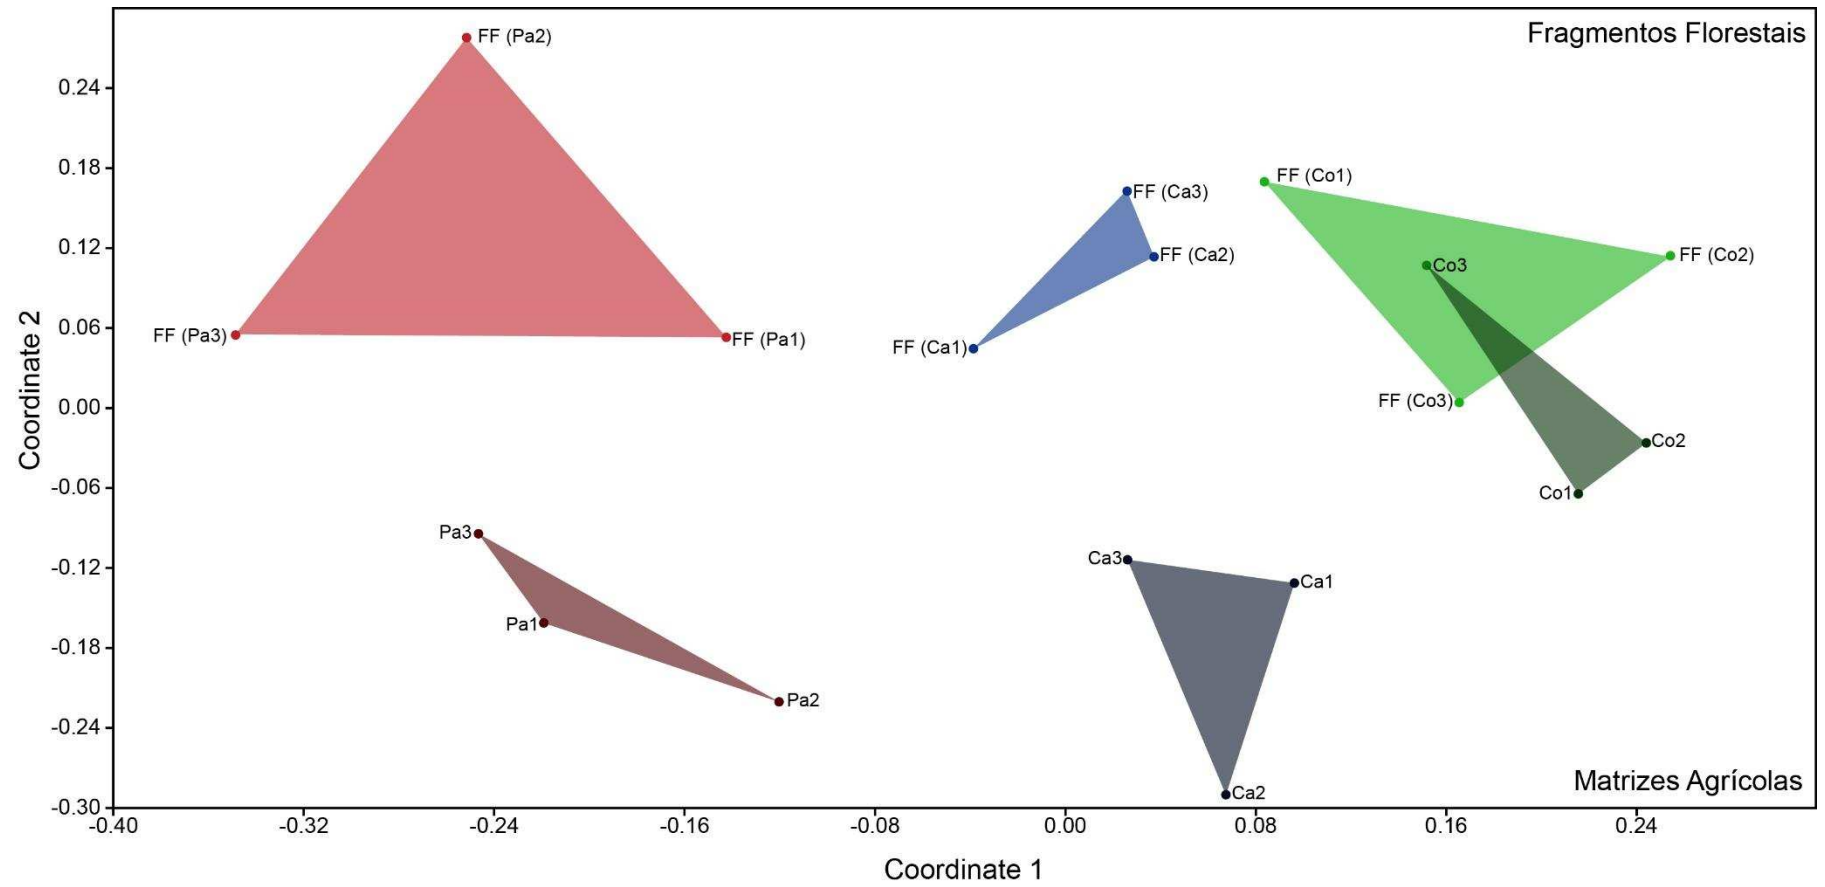 Fragmentos Florestais
FF (Pa2)
0.24
0.18
FF (Co1)
FF (Ca3)
0.12
FF (Ca2)
FF (Co2)
Co3
0.06
FF (Pa3)
FF (Pa1)
FF (Ca1)
0.00
FF (Co3)
Co2
-0.06
Co1
Pa3
-0.12
Ca3
Ca1
Pa1
-0.18
Pa2
-0.24
Matrizes Agrícolas
Ca2
-0.30
Coordinate 2
-0.40 -0.32 -0.24 -0.16 -0.08 0.00 0.08 0.16 0.24
Coordinate 1